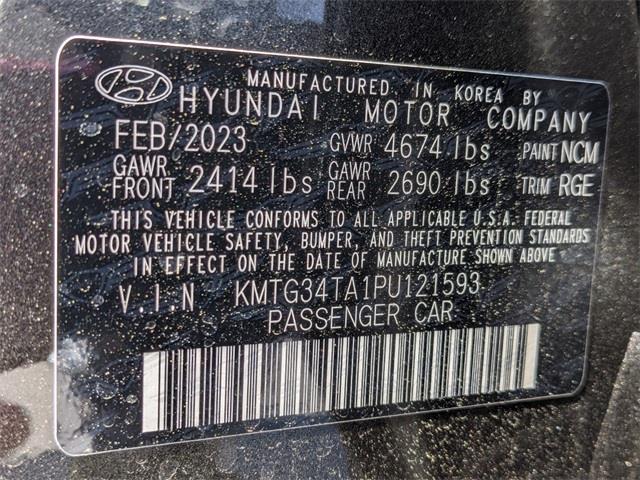 MANUFACTURED. IN. KOREA BY
HYUNDAI MOTOR COMPANY
FEB/2023 GVWR 4674 lbs PAINT NCM
GAWR FRONT 2414 lbs GAWR REAR 2690 lbs TRIM RGE
THIS VEHICLE CONFORMS TO ALL APPLICABLE U.S.A. FEDERAL
MOTOR VEHICLE SAFETY, BUMPER, AND THEFT PREVENTION STANDARDS
IN EFFECT ON THE DATE OF MANUFACTURE SHOWN ABOVE.
V.I.N KMTG34TA1PU121593
PASSENGER CAR